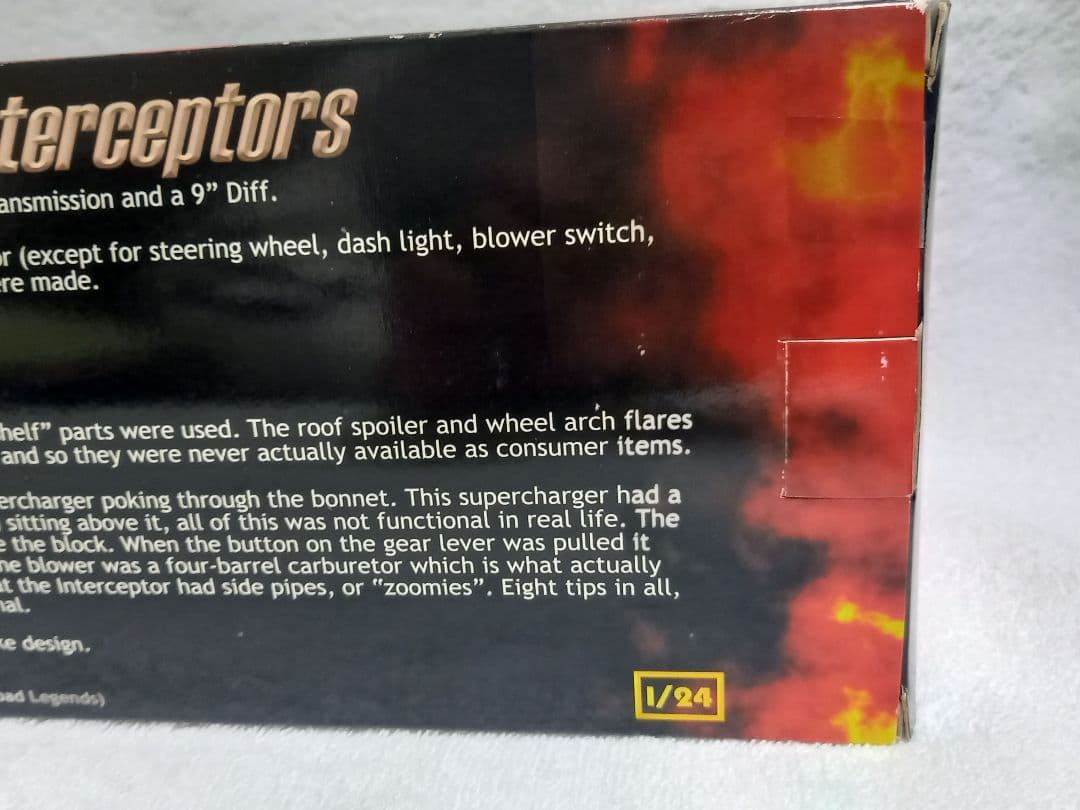 terceptors
ansmission and a 9” Diff.
or (except for steering wheel, dash light, blower switch,
ere made.
helf” parts were used. The roof spoiler and wheel arch flares
and so they were never actually available as consumer items.
ercharger poking through the bonnet. This supercharger had a
sitting above it, all of this was not functional in real life. The
e the block. When the button on the gear lever was pulled it
he blower was a four-barrel carburetor which is what actually
t the Interceptor had side pipes, or “zoomies”. Eight tips in all,
nal.
ke design.
oad Legends)
1/24